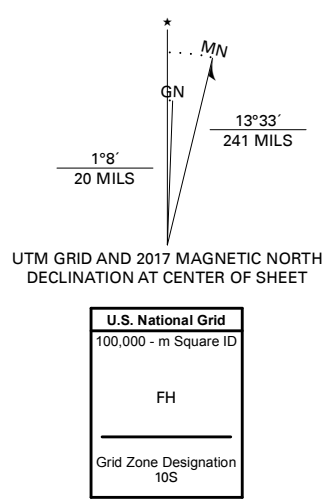 ★
MN
GN
13°33´
241 MILS
1°8´
20 MILS
UTM GRID AND 2017 MAGNETIC NORTH
DECLINATION AT CENTER OF SHEET
U.S. National Grid
100,000 - m Square ID
FH
Grid Zone Designation
10S